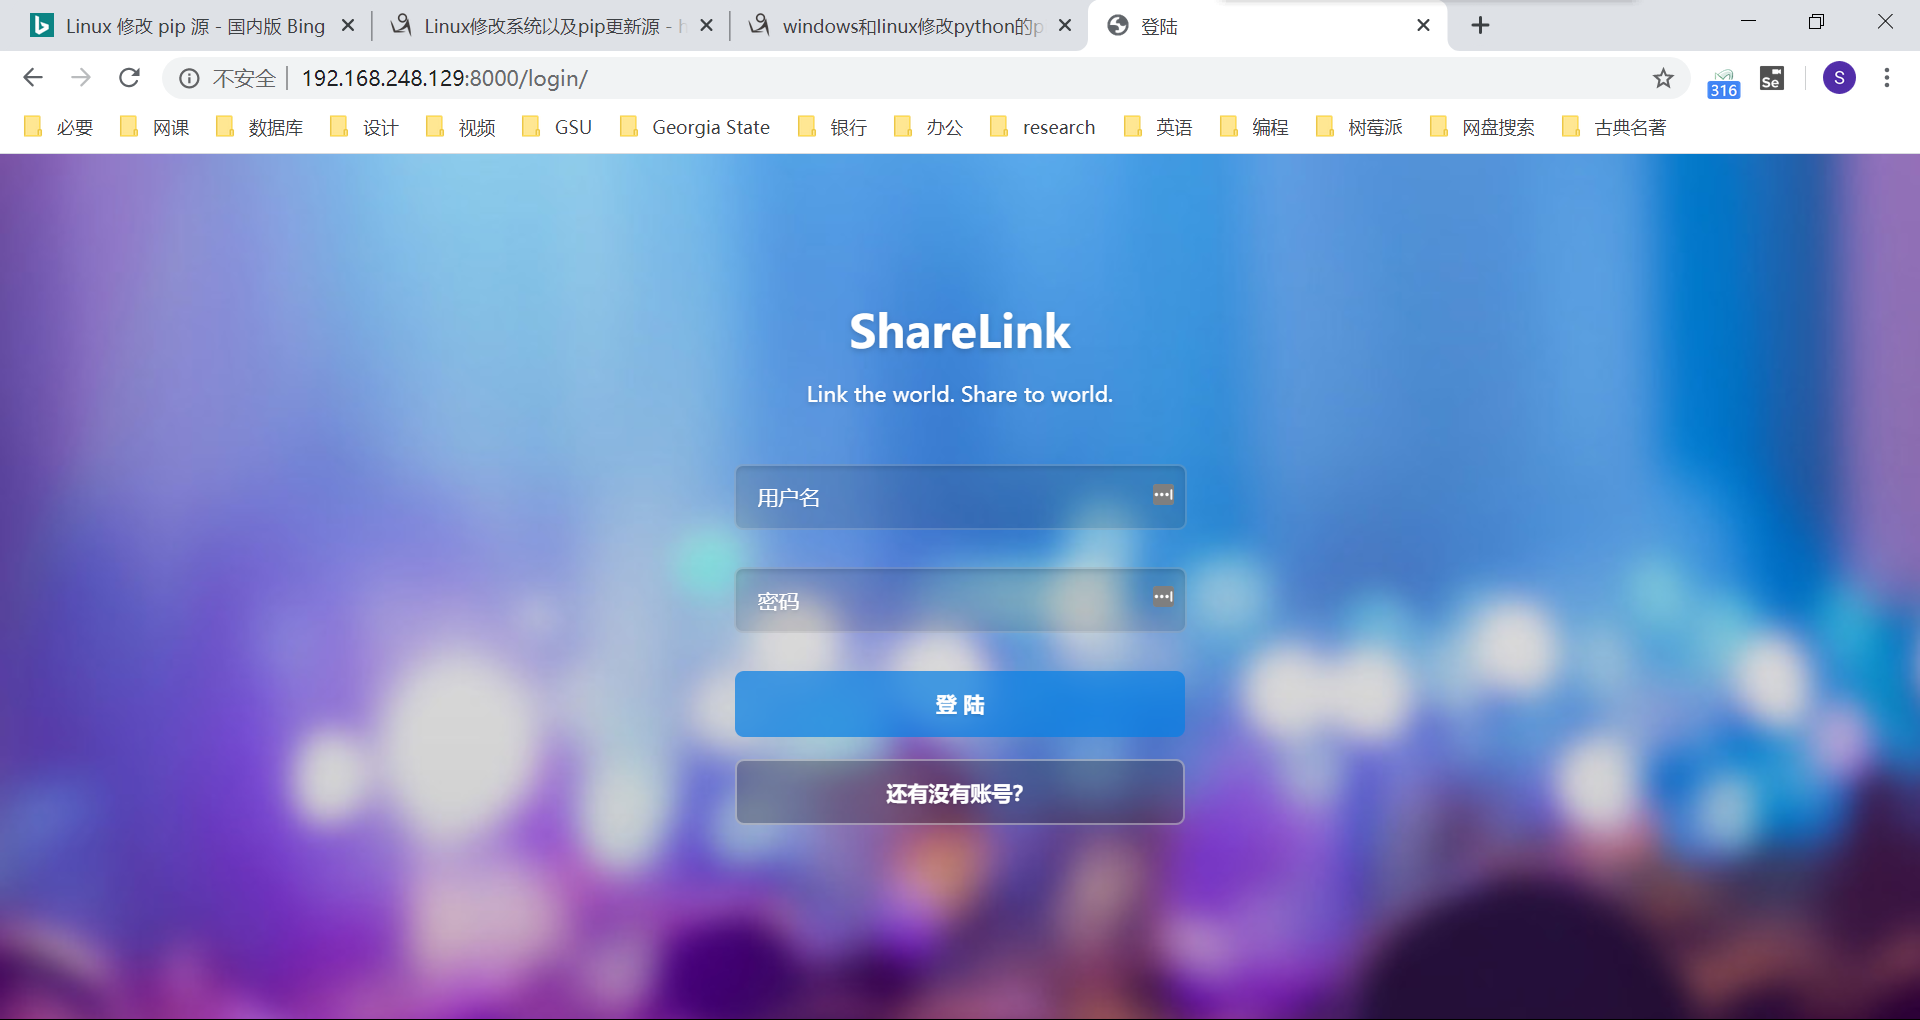 Linux 修改 pip 源 - 国内版 Bing
Linux修改系统以及pip更新源 - h
windows和linux修改python的p
登陆
不安全
192.168.248.129:8000/login/
316
Se
S
必要
网课
数据库
设计
视频
GSU
Georgia State
银行
办公
research
英语
编程
树莓派
网盘搜索
古典名著
ShareLink
Link the world. Share to world.
用户名
密码
登 陆
还有没有账号?